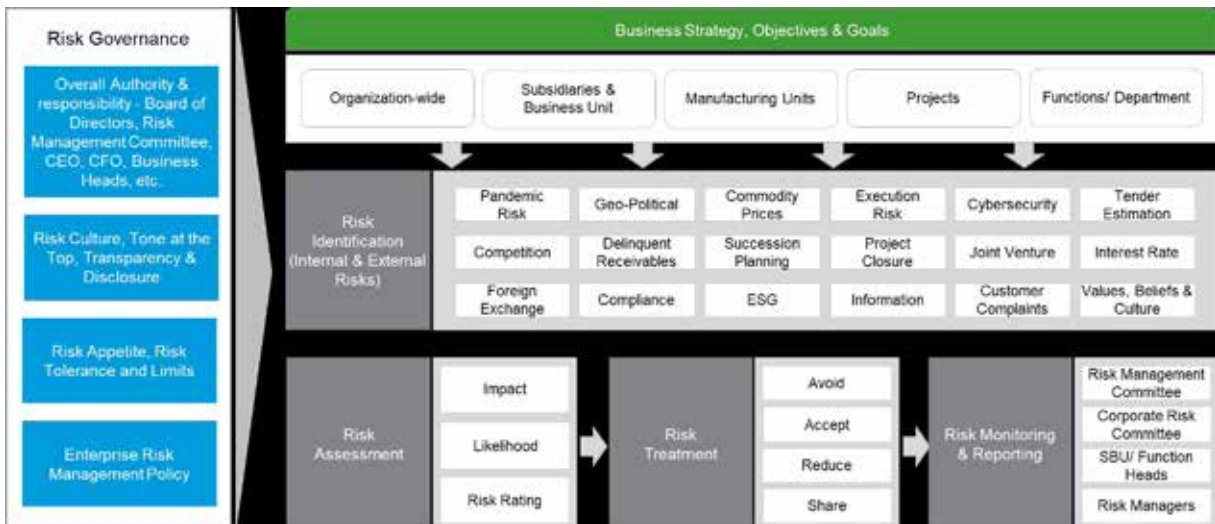 Risk Governance
Overall Authority &
responsibility - Board of
Directors, Risk
Management Committee,
CEO, CFO, Business
Heads, etc.
Risk Culture, Tone at the
Top, Transparency &
Disclosure
Risk Appetite, Risk
Tolerance and Limits
Enterprise Risk
Management Policy
Business Strategy, Objectives & Goals
Organization-wide
Subsidiaries &
Business Unit
Manufacturing Units
Projects
Functions/ Department
Risk
Identification
(Internal & External
Risks)
Pandemic
Risk
Geo-Political
Commodity
Prices
Execution
Risk
Cybersecurity
Tender
Estimation
Competition
Delinquent
Receivables
Succession
Planning
Project
Closure
Joint Venture
Interest Rate
Foreign
Exchange
Compliance
ESG
Information
Customer
Complaints
Values, Beliefs &
Culture
Risk
Assessment
Impact
Likelihood
Risk Rating
Risk
Treatment
Avoid
Accept
Reduce
Share
Risk Monitoring
& Reporting
Risk Management
Committee
Corporate Risk
Committee
SBU/ Function
Heads
Risk Managers